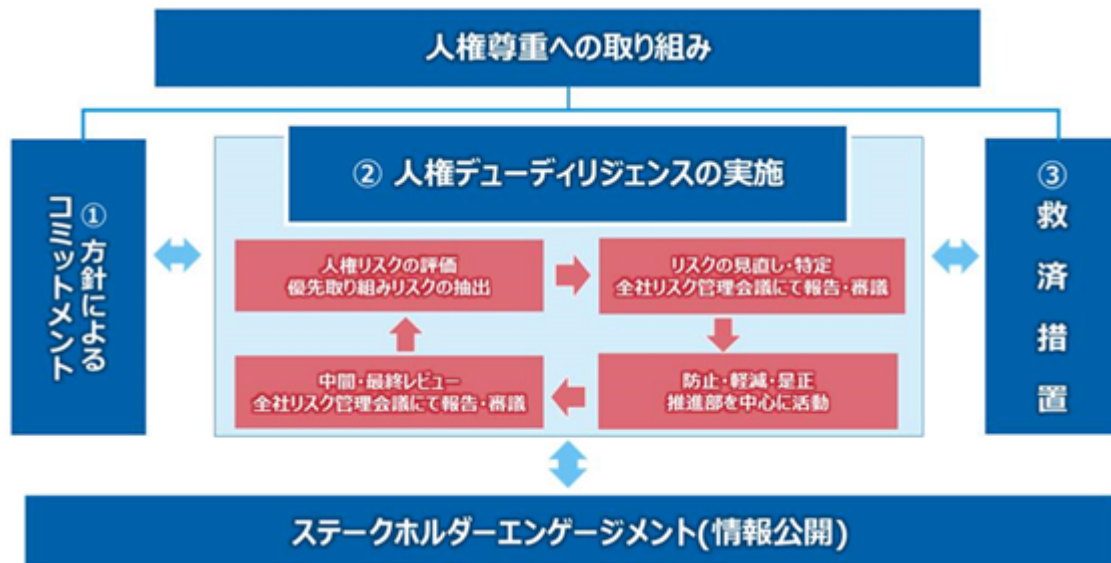 人権尊重への取り組み
① 方針による
コミットメント
② 人権デューディリジェンスの実施
人権リスクの評価
優先取り組みリスクの抽出
リスクの見直し・特定
全社リスク管理会議にて報告・審議
中間・最終レビュー
全社リスク管理会議にて報告・審議
防止・軽減・是正
推進部を中心に活動
③救済措置
ステークホルダーエンゲージメント(情報公開)